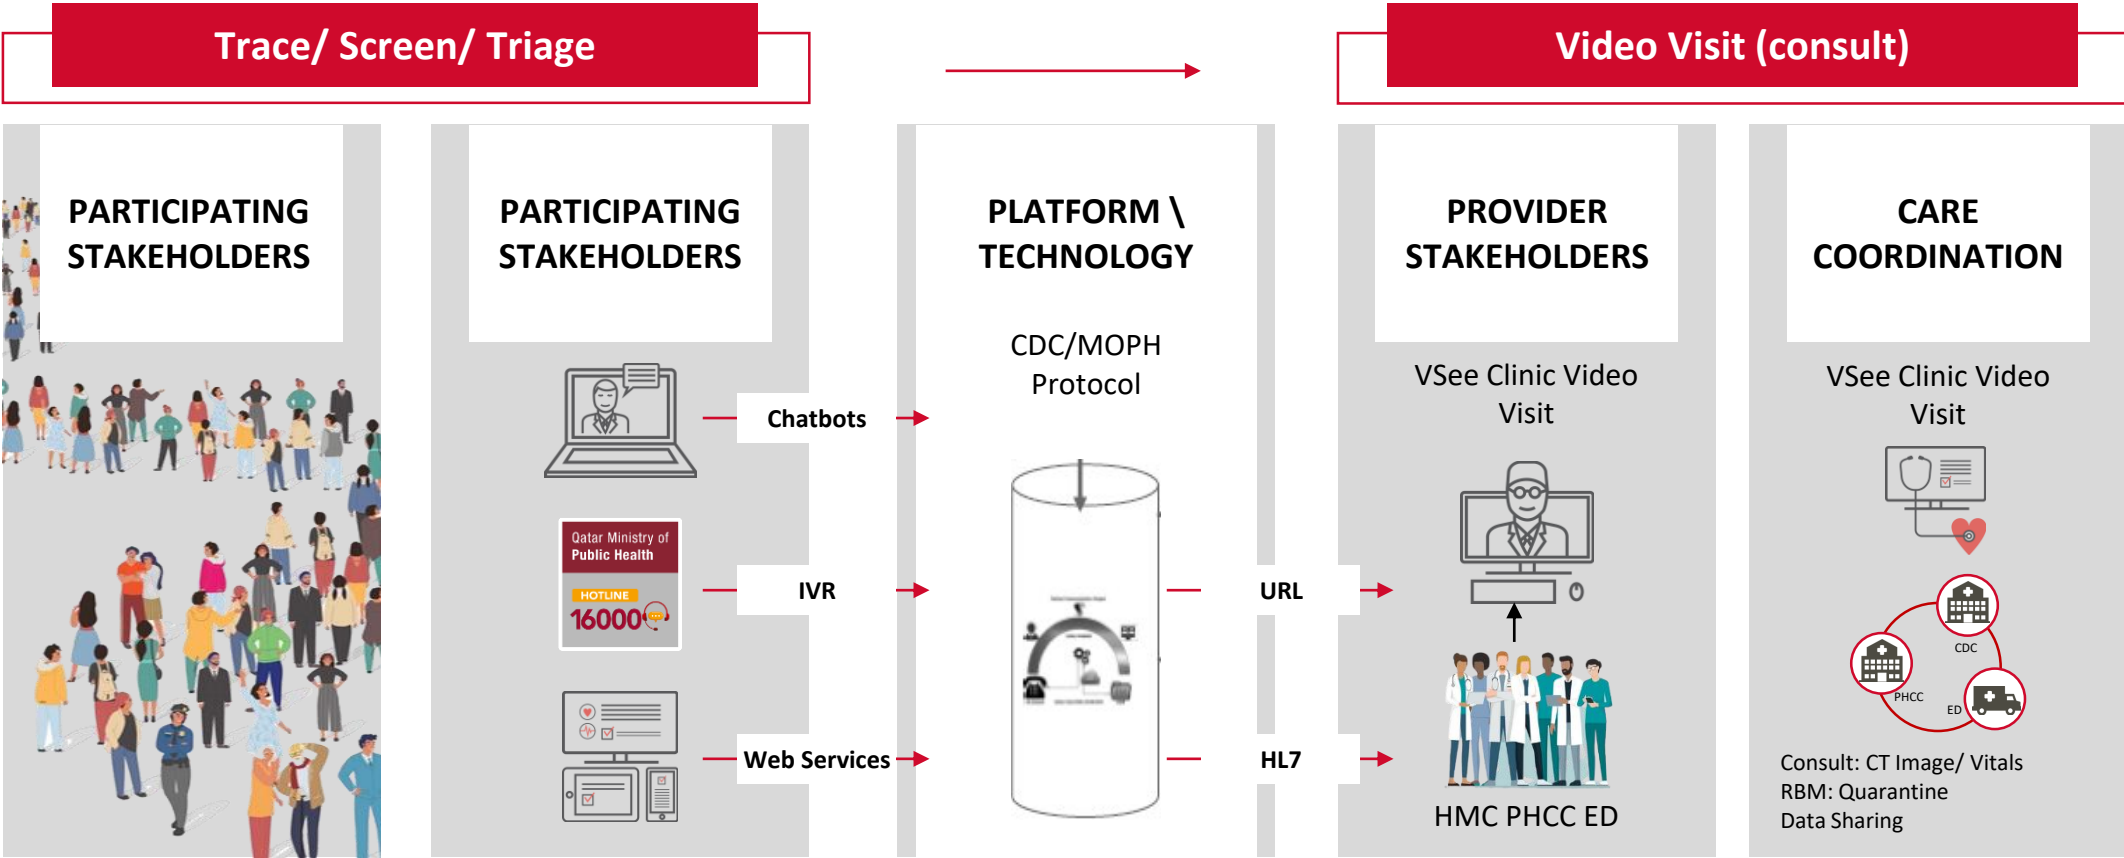 Trace/ Screen/ Triage
Video Visit (consult)
PARTICIPATING
STAKEHOLDERS
PARTICIPATING
STAKEHOLDERS
Chatbots
Qatar Ministry of
Public Health
HOTLINE
16000
IVR
Web Services
PLATFORM \
TECHNOLOGY
CDC/MOPH
Protocol
URL
HL7
PROVIDER
STAKEHOLDERS
VSee Clinic Video
Visit
HMC PHCC ED
CARE
COORDINATION
VSee Clinic Video
Visit
CDC
PHCC
ED
Consult: CT Image/ Vitals
RBM: Quarantine
Data Sharing